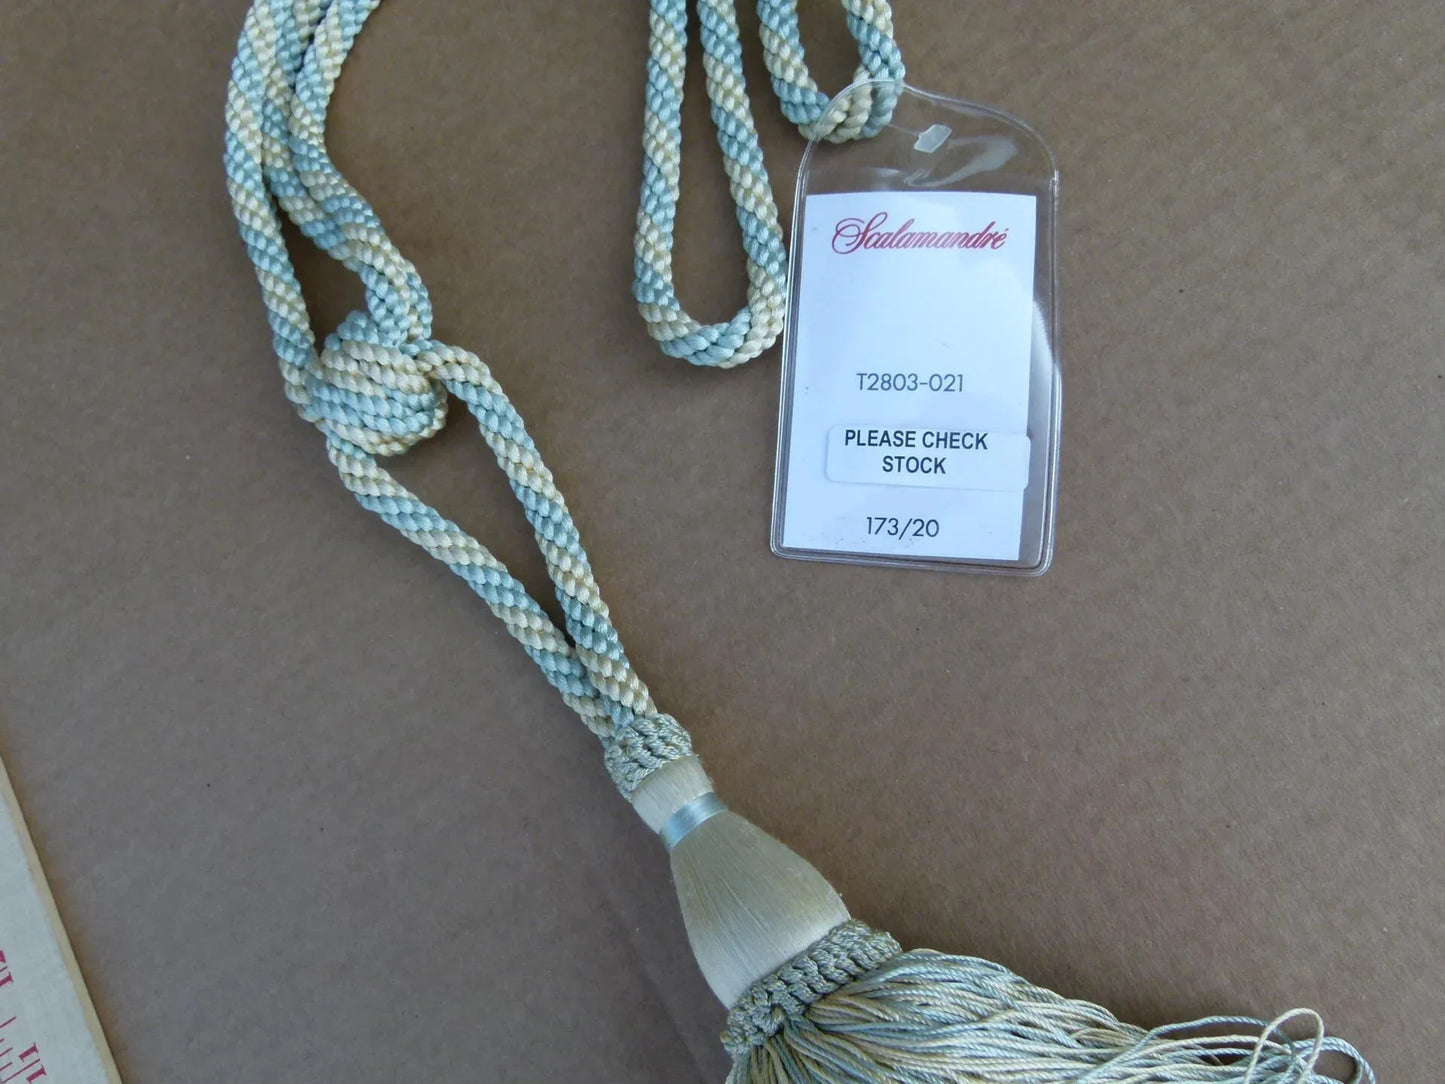 Scalamandré
T2803-021
PLEASE CHECK
STOCK
173/20